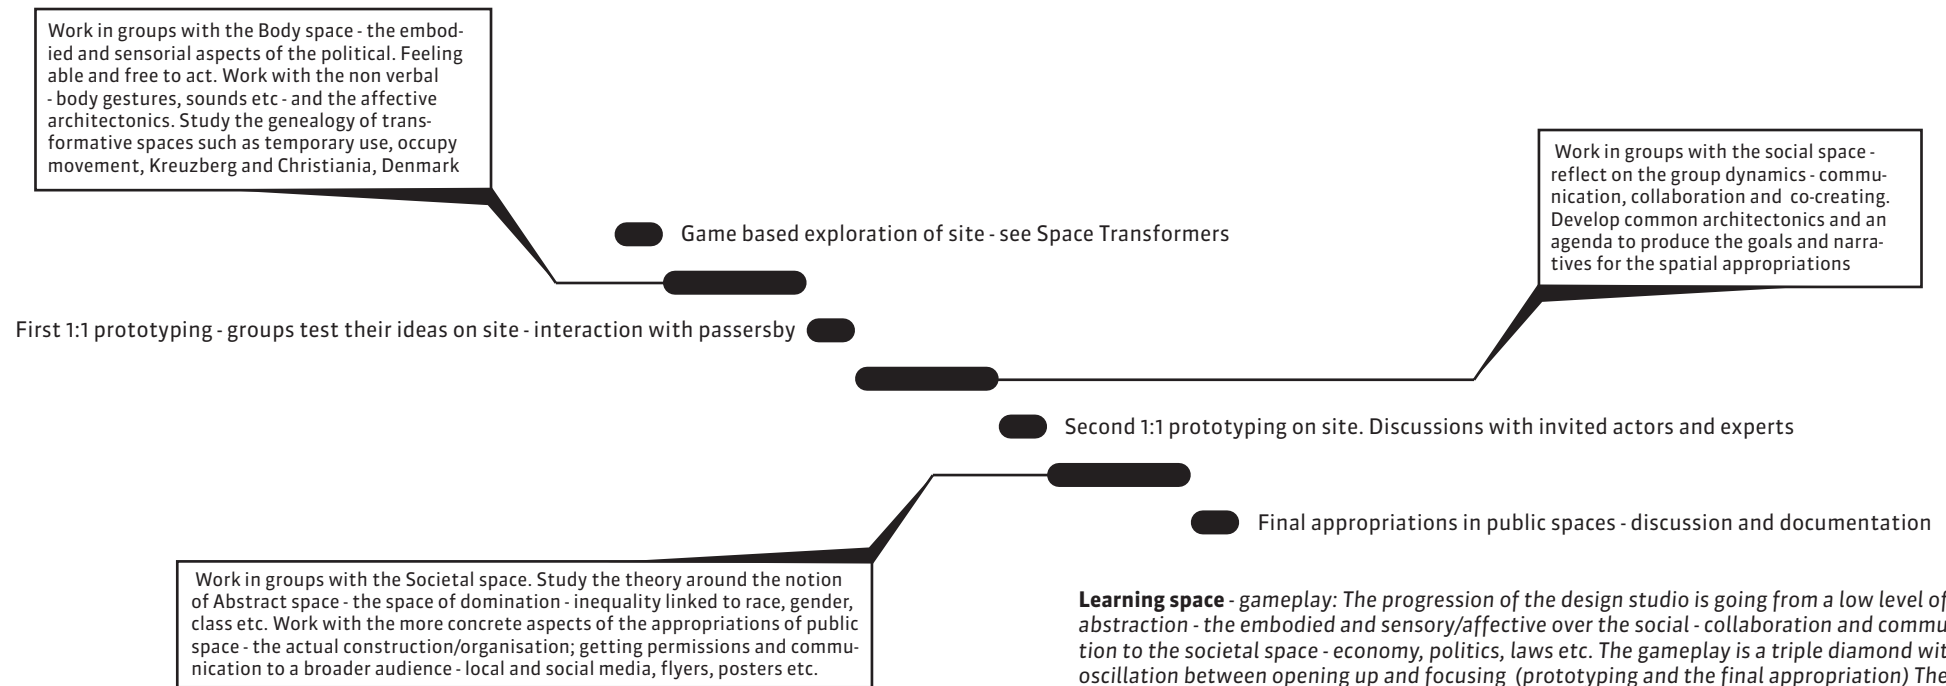 Work in groups with the Body space - the embod-
ied and sensorial aspects of the political. Feeling
able and free to act. Work with the non verbal
- body gestures, sounds etc - and the affective
architectonics. Study the genealogy of trans-
formative spaces such as temporary use, occupy
movement, Kreuzberg and Christiania, Denmark
Work in groups with the social space -
reflect on the group dynamics - commu-
nication, collaboration and co-creating.
Develop common architectonics and an
agenda to produce the goals and narra-
tives for the spatial appropriations
Game based exploration of site - see Space Transformers
First 1:1 prototyping - groups test their ideas on site - interaction with passersby
Second 1:1 prototyping on site. Discussions with invited actors and experts
Final appropriations in public spaces - discussion and documentation
Work in groups with the Societal space. Study the theory around the notion
of Abstract space - the space of domination - inequality linked to race, gender,
class etc. Work with the more concrete aspects of the appropriations of public
space - the actual construction/organisation; getting permissions and commu-
nication to a broader audience - local and social media, flyers, posters etc.
Learning space - gameplay: The progression of the design studio is going from a low level of
abstraction - the embodied and sensory/affective over the social - collaboration and commu
tion to the societal space - economy, politics, laws etc. The gameplay is a triple diamond wit
oscillation between opening up and focusing (prototyping and the final appropriation) The